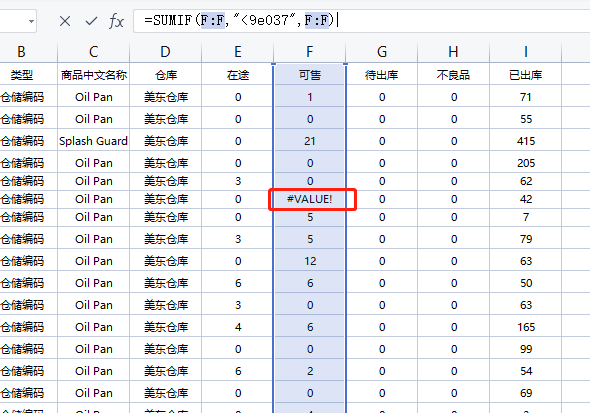 fx =SUMIF(F:F,"<9e037",F:F)
B C D E F G H I
类型 商品中文名称 仓库 在途 可售 待出库 不良品 已出库
仓储编码 Oil Pan 美东仓库 0 1 0 0 71
仓储编码 Oil Pan 美东仓库 0 0 0 0 55
仓储编码 Splash Guard 美东仓库 0 21 0 0 415
仓储编码 Oil Pan 美东仓库 0 0 0 0 205
仓储编码 Oil Pan 美东仓库 3 0 0 0 62
仓储编码 Oil Pan 美东仓库 0 #VALUE! 0 0 42
仓储编码 Oil Pan 美东仓库 0 5 0 0 7
仓储编码 Oil Pan 美东仓库 3 5 0 0 79
仓储编码 Oil Pan 美东仓库 0 12 0 0 63
仓储编码 Oil Pan 美东仓库 6 6 0 0 50
仓储编码 Oil Pan 美东仓库 3 0 0 0 63
仓储编码 Oil Pan 美东仓库 4 6 0 0 165
仓储编码 Oil Pan 美东仓库 0 0 0 0 99
仓储编码 Oil Pan 美东仓库 6 2 0 0 54
仓储编码 Oil Pan 美东仓库 0 0 0 0 69